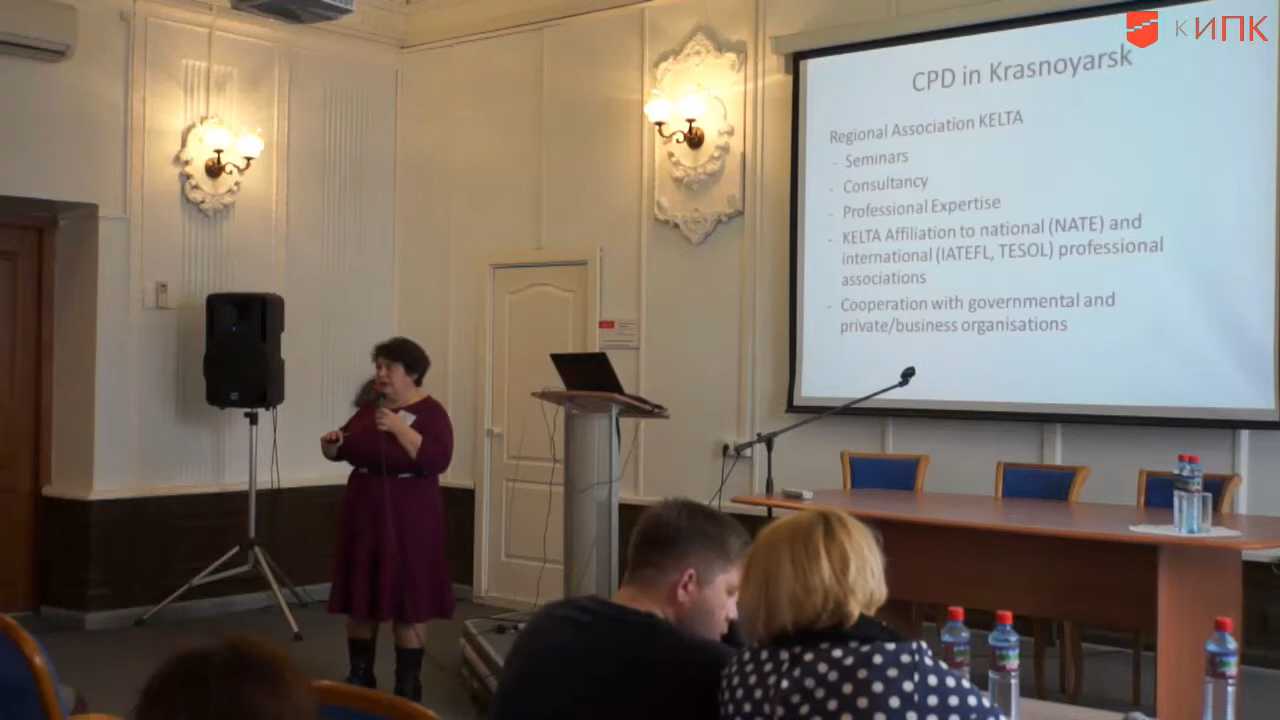 кИПК
CPD in Krasnoyarsk
Regional Association KELTA
- Seminars
- Consultancy
- Professional Expertise
- KELTA Affiliation to national (NATE) and
international (IATEFL, TESOL) professional
associations
- Cooperation with governmental and
private/business organisations